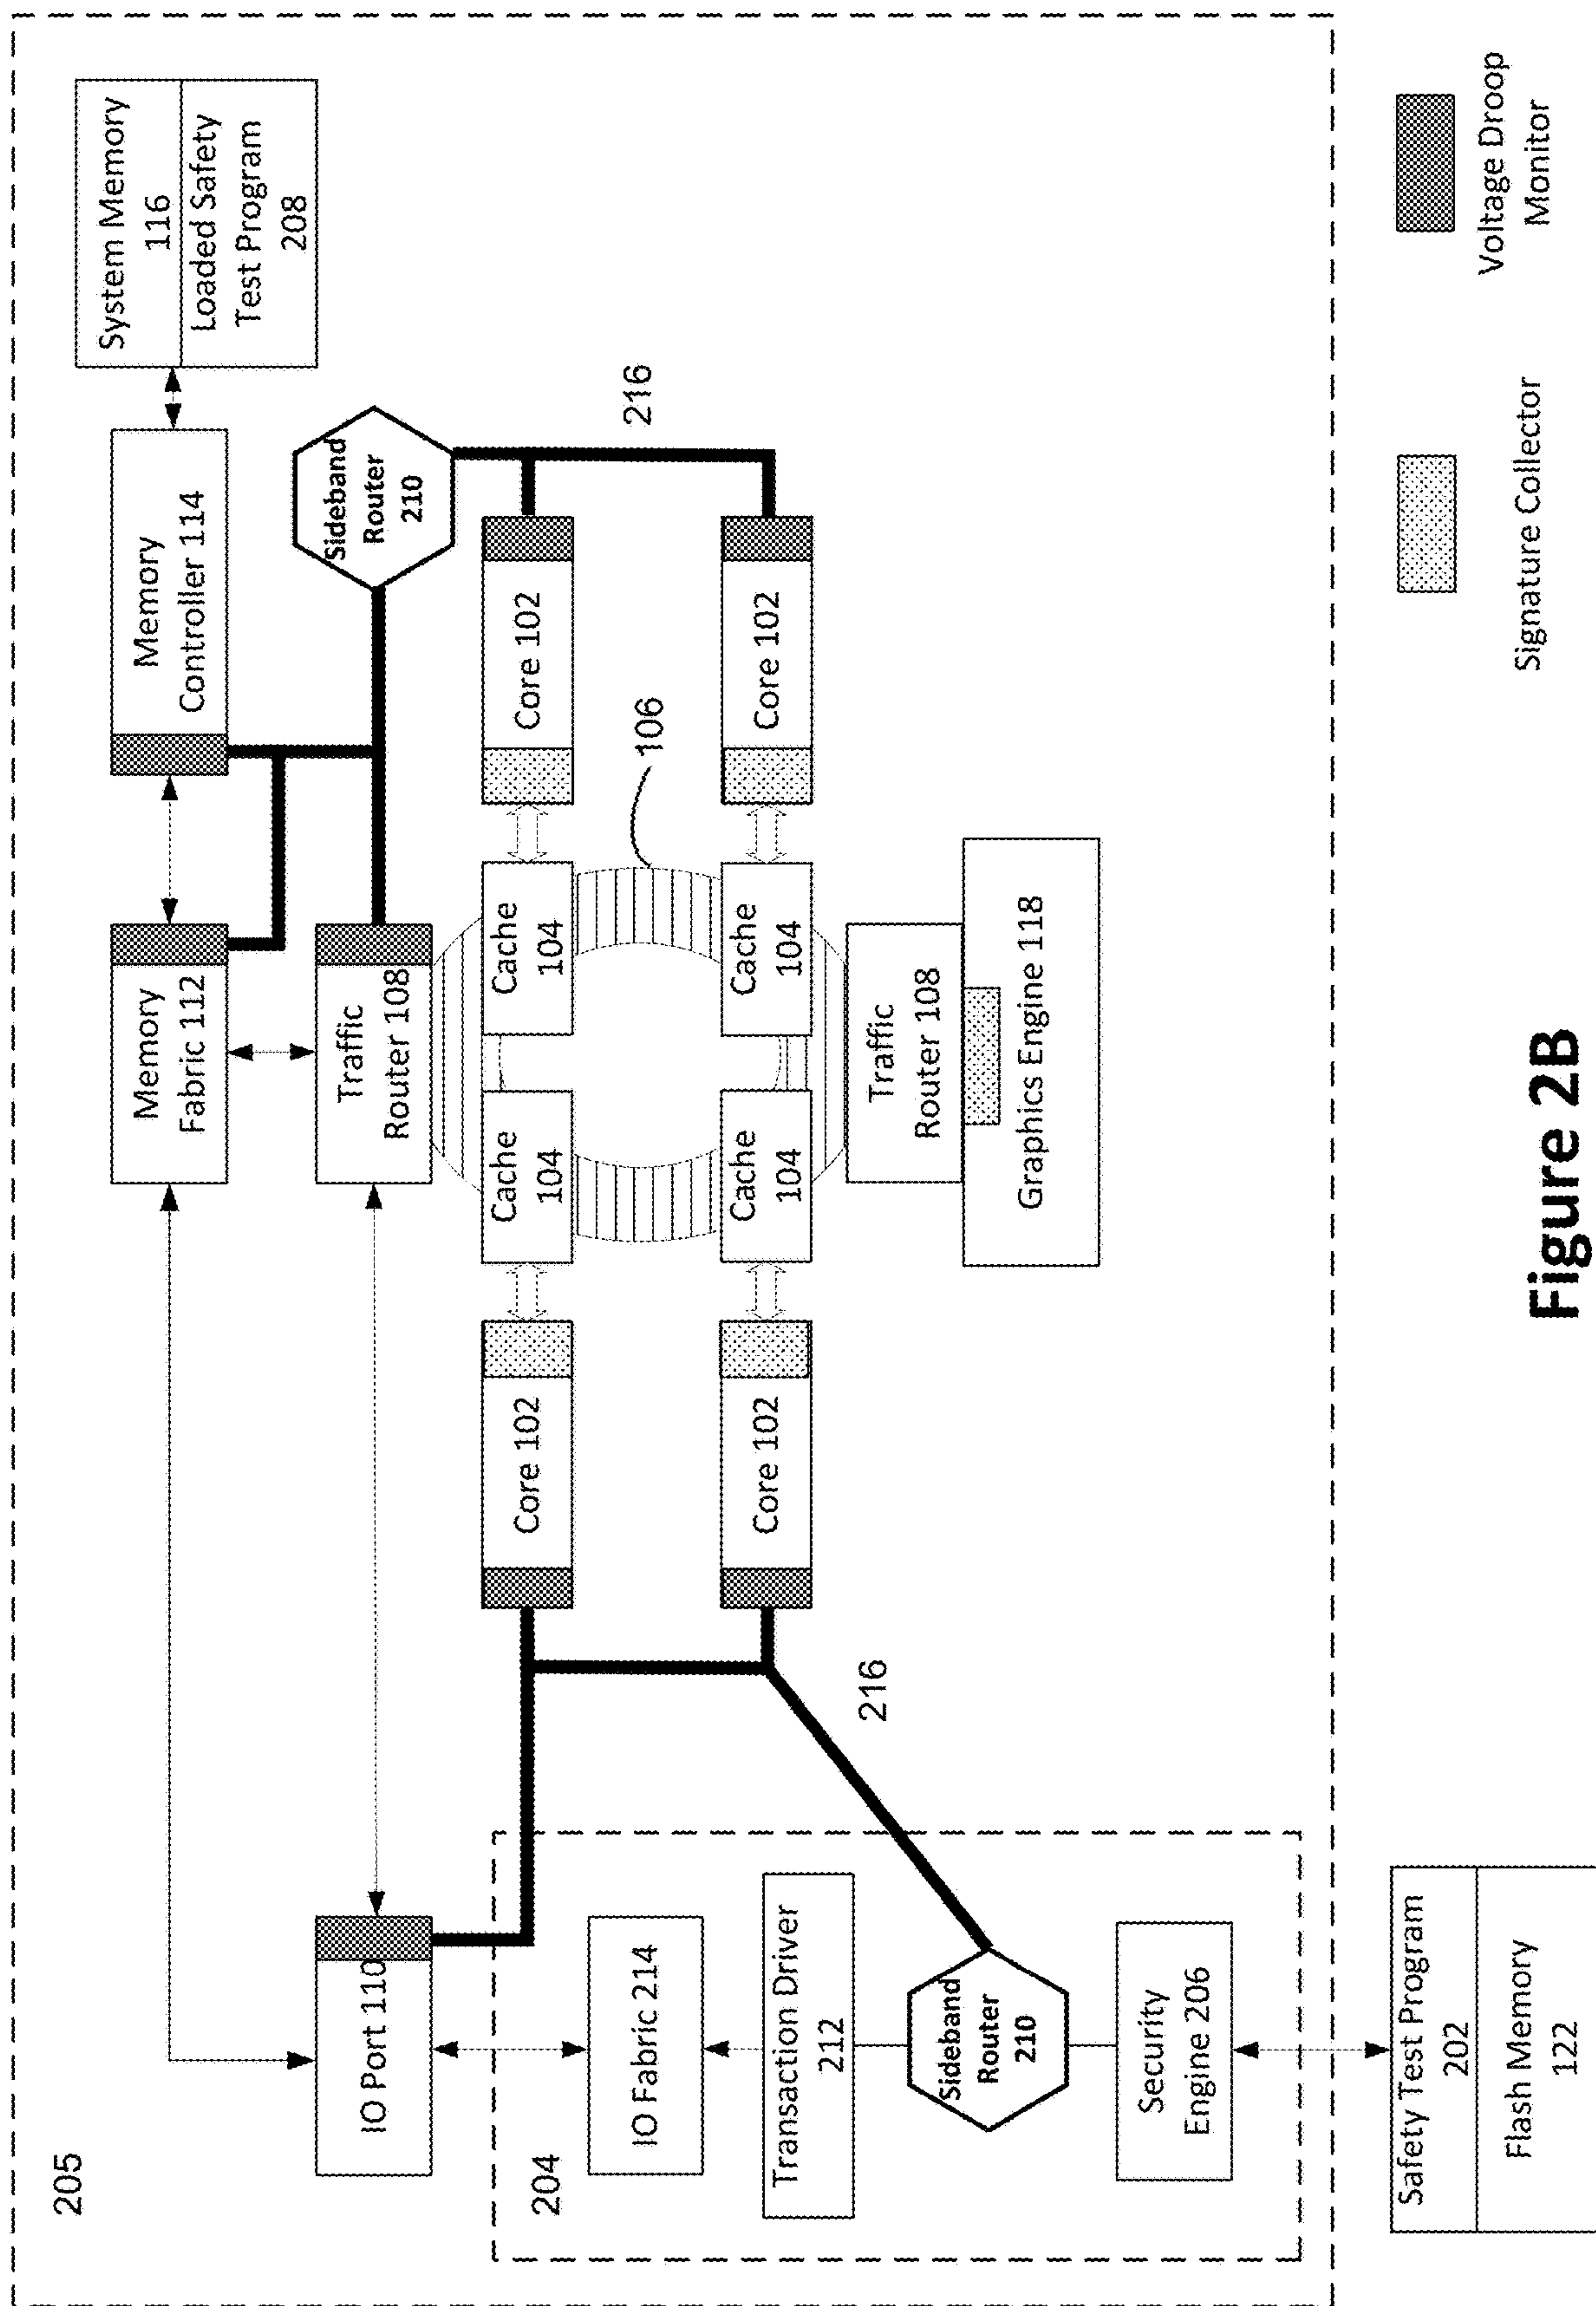 205
System Memory
116
Loaded Safety
Test Program
208
Memory
Controller 114
Memory
Fabric 112
Sideband
Router
210
IO Port 110
Traffic
Router 108
216
204
Core 102
Cache
104
Cache
104
Core 102
106
IO Fabric 214
Core 102
Cache
104
Cache
104
Core 102
Transaction Driver
212
216
Traffic
Router 108
Sideband
Router
210
Graphics Engine 118
Security
Engine 206
Safety Test Program
202
Flash Memory
122
Signature Collector
Voltage Droop
Monitor
Figure 2B